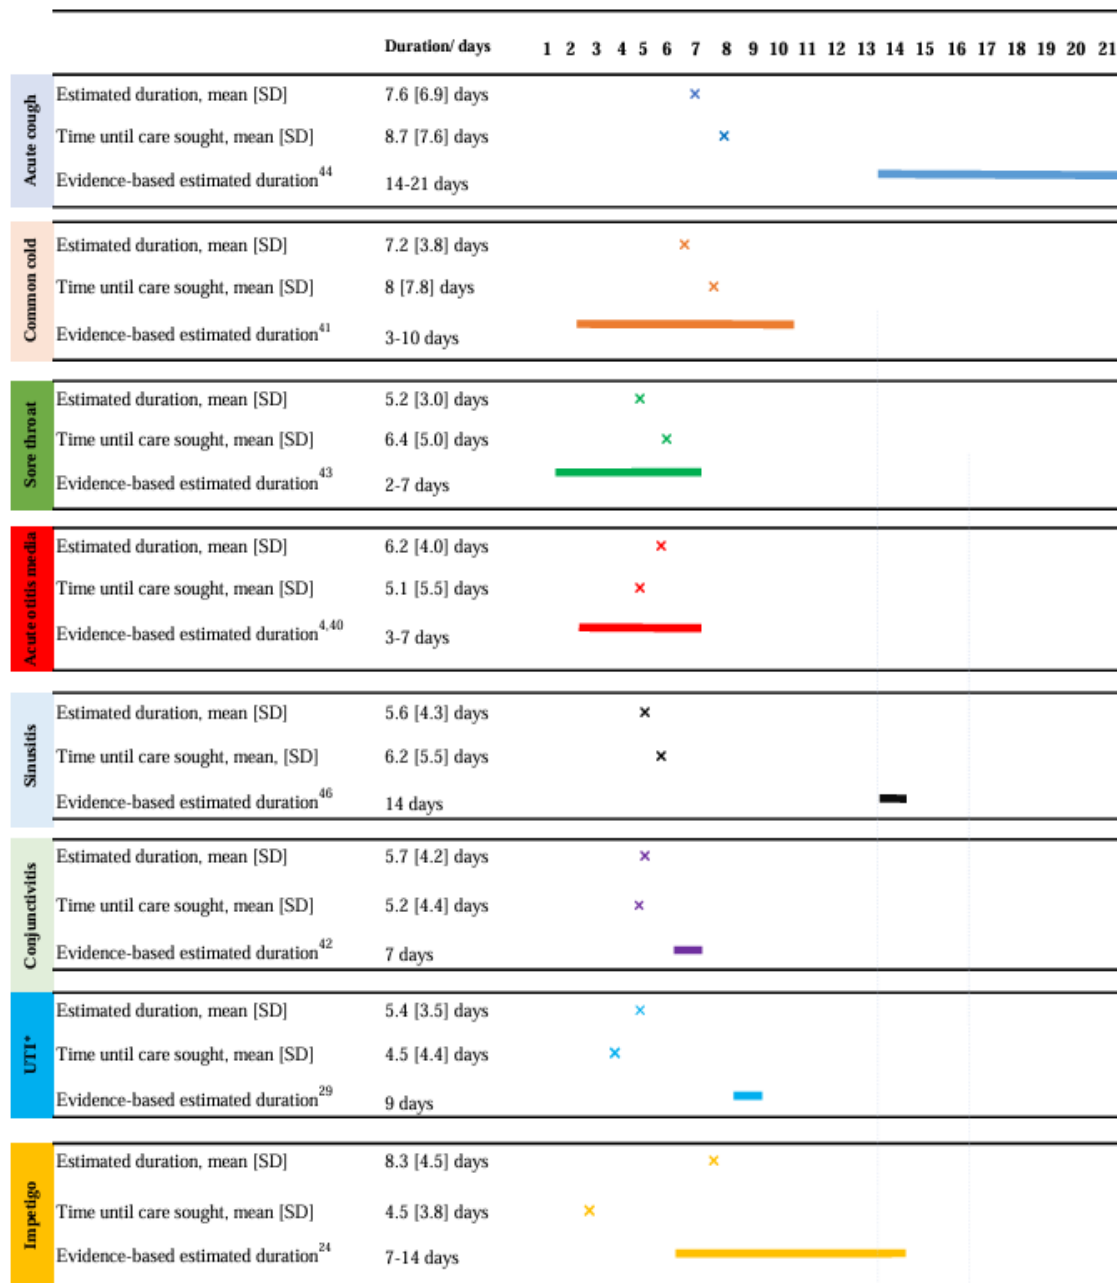 Duration/ days 1 2 3 4 5 6 7 8 9 10 11 12 13 14 15 16 17 18 19 20 21
Acute cough
Estimated duration, mean [SD] 7.6 [6.9] days
Time until care sought, mean [SD] 8.7 [7.6] days
Evidence-based estimated duration44 14-21 days
Common cold
Estimated duration, mean [SD] 7.2 [3.8] days
Time until care sought, mean [SD] 8 [7.8] days
Evidence-based estimated duration41 3-10 days
Sore throat
Estimated duration, mean [SD] 5.2 [3.0] days
Time until care sought, mean [SD] 6.4 [5.0] days
Evidence-based estimated duration43 2-7 days
Acute otitis media
Estimated duration, mean [SD] 6.2 [4.0] days
Time until care sought, mean [SD] 5.1 [5.5] days
Evidence-based estimated duration4,40 3-7 days
Sinusitis
Estimated duration, mean [SD] 5.6 [4.3] days
Time until care sought, mean, [SD] 6.2 [5.5] days
Evidence-based estimated duration46 14 days
Conjunctivitis
Estimated duration, mean [SD] 5.7 [4.2] days
Time until care sought, mean [SD] 5.2 [4.4] days
Evidence-based estimated duration42 7 days
UTI*
Estimated duration, mean [SD] 5.4 [3.5] days
Time until care sought, mean [SD] 4.5 [4.4] days
Evidence-based estimated duration29 9 days
Impetigo
Estimated duration, mean [SD] 8.3 [4.5] days
Time until care sought, mean [SD] 4.5 [3.8] days
Evidence-based estimated duration24 7-14 days